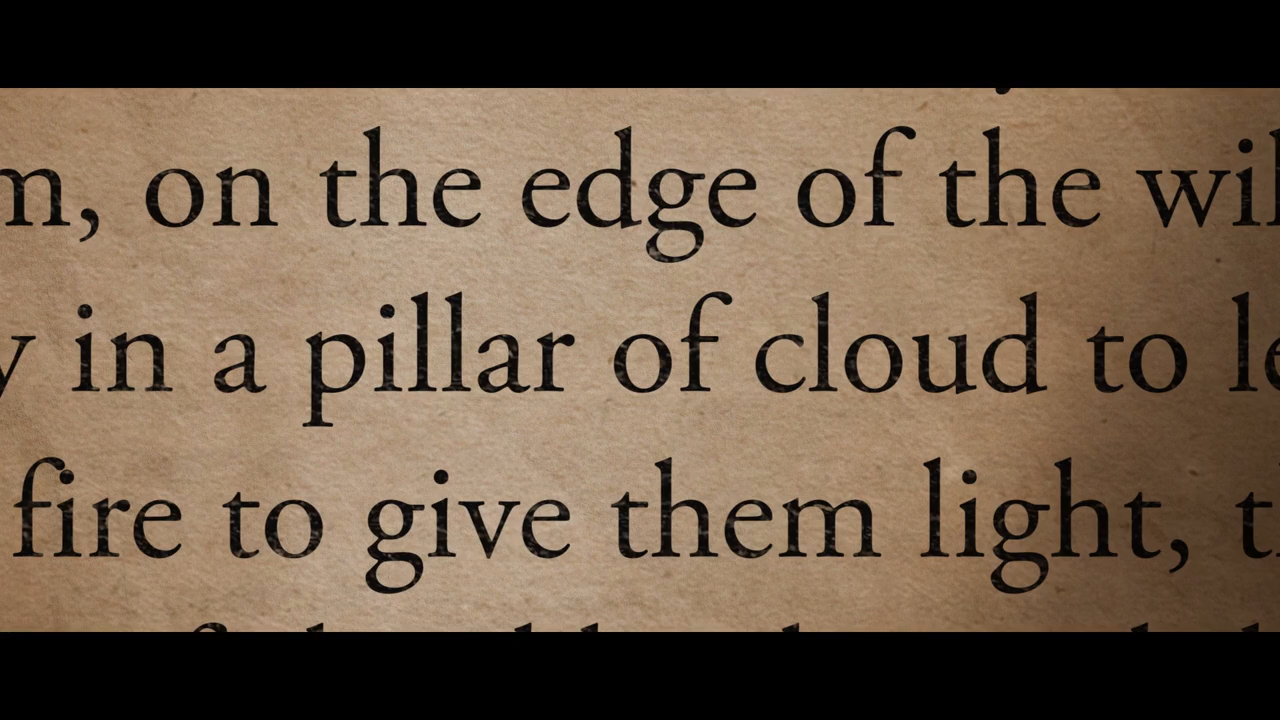 m, on the edge of the wil
y in a pillar of cloud to le
fire to give them light, t